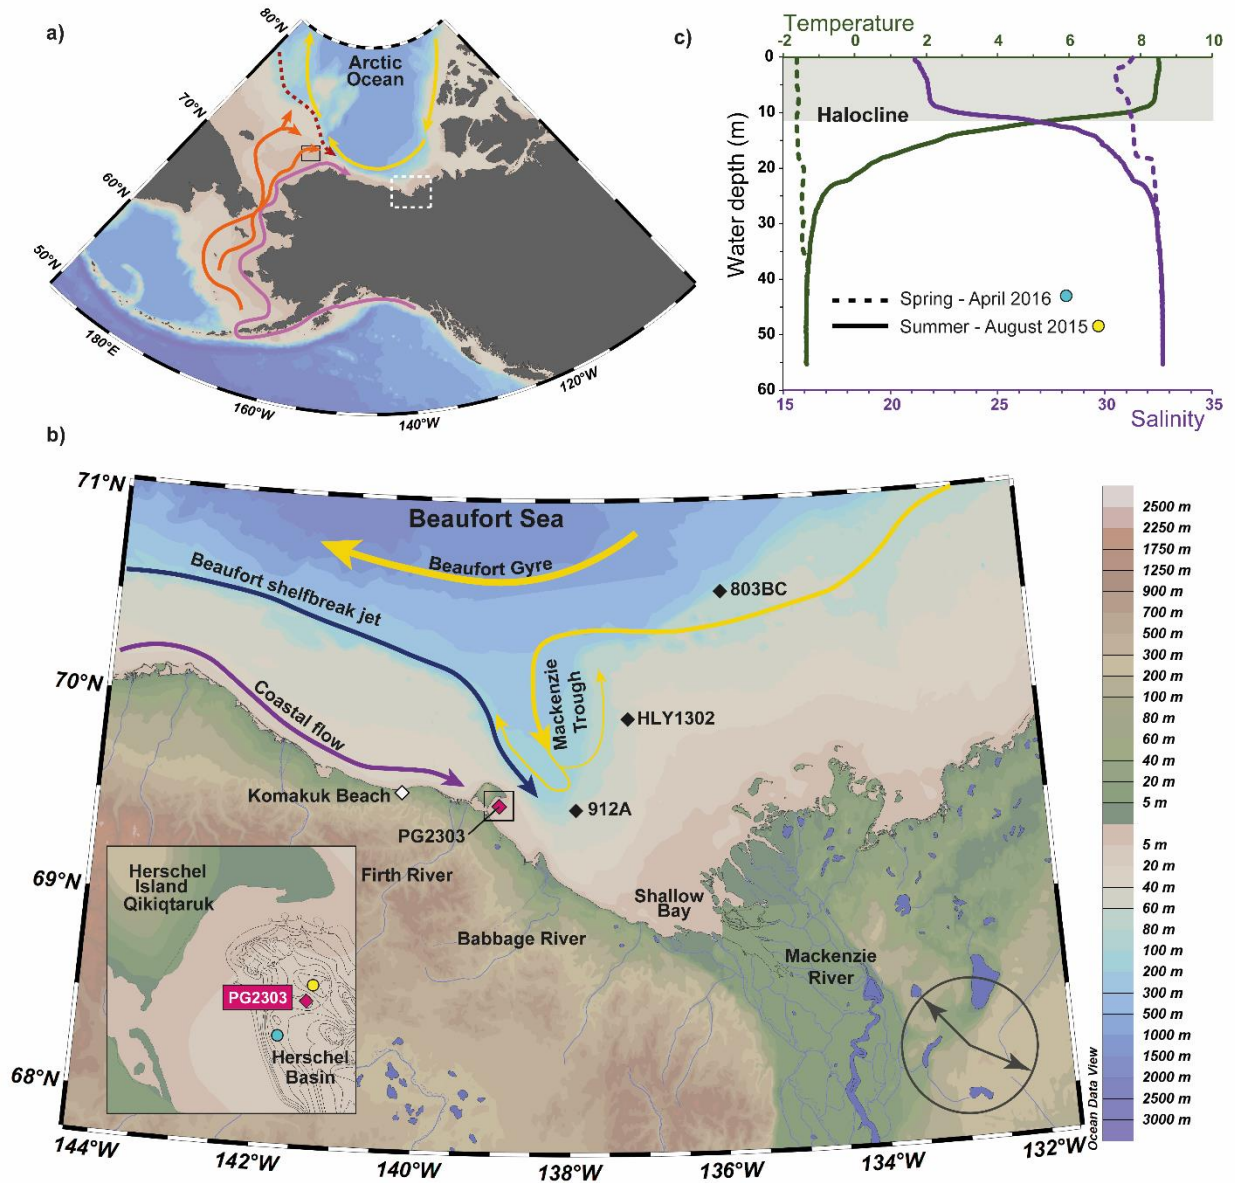 a)
80°N
70°N
60°N
50°N
180°E
160°W
140°W
120°W
Arctic
Ocean
c)
Temperature
-2 0 2 4 6 8 10
0
10
20
30
40
50
60
Water depth (m)
Halocline
Spring - April 2016
Summer - August 2015
15 20 25 30 35
Salinity
b)
71°N
70°N
69°N
68°N
144°W
142°W
140°W
138°W
136°W
134°W
132°W
Beaufort Sea
Beaufort Gyre
Beaufort shelfbreak jet
803BC
Coastal flow
Mackenzie
Trough
HLY1302
Komakuk Beach
912A
PG2303
Firth River
Shallow
Bay
Babbage River
Mackenzie
River
Herschel
Island
Qikiqtaruk
PG2303
Herschel
Basin
Ocean Data View
2500 m
2250 m
1750 m
1250 m
900 m
700 m
500 m
300 m
200 m
100 m
80 m
60 m
40 m
20 m
5 m
5 m
20 m
40 m
60 m
80 m
100 m
200 m
300 m
500 m
1000 m
1500 m
2000 m
2500 m
3000 m